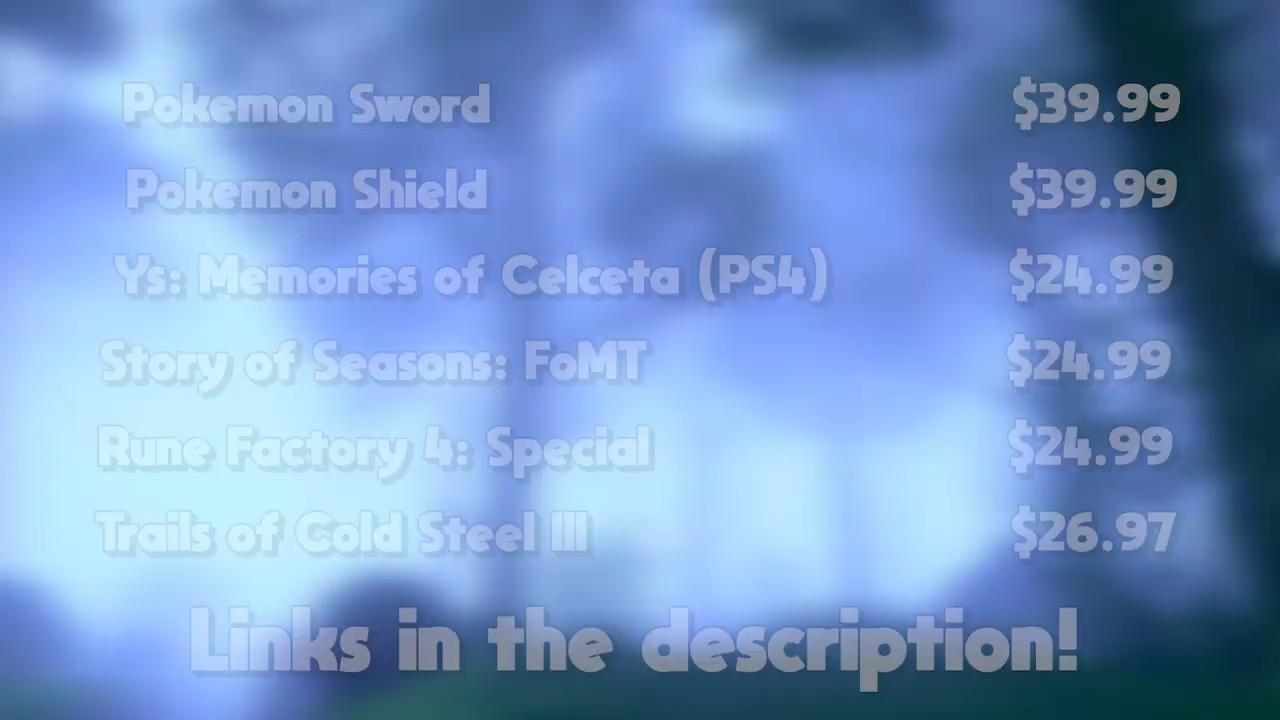 Pokemon Sword $39.99
Pokemon Shield $39.99
Ys: Memories of Celceta (PS4) $24.99
Story of Seasons: FoMT $24.99
Rune Factory 4: Special $24.99
Trails of Cold Steel III $26.97
Links in the description!